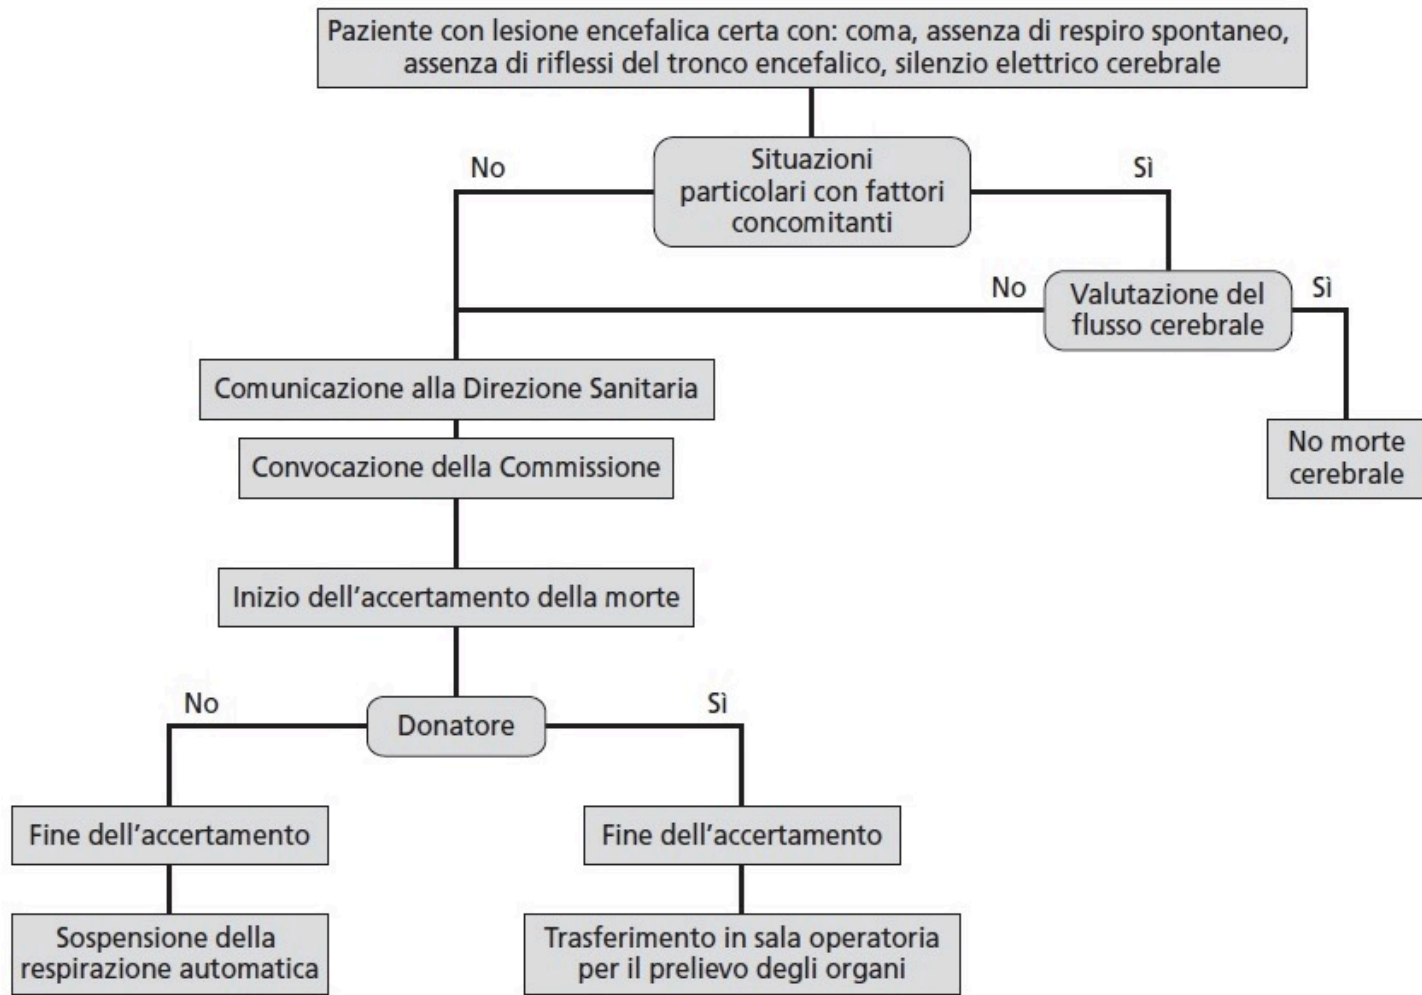 Paziente con lesione encefalica certa con: coma, assenza di respiro spontaneo,
assenza di riflessi del tronco encefalico, silenzio elettrico cerebrale
No
Situazioni
particolari con fattori
concomitanti
Sì
No
Valutazione del
flusso cerebrale
Sì
Comunicazione alla Direzione Sanitaria
No morte
cerebrale
Convocazione della Commissione
Inizio dell'accertamento della morte
No
Donatore
Sì
Fine dell'accertamento
Fine dell'accertamento
Sospensione della
respirazione automatica
Trasferimento in sala operatoria
per il prelievo degli organi